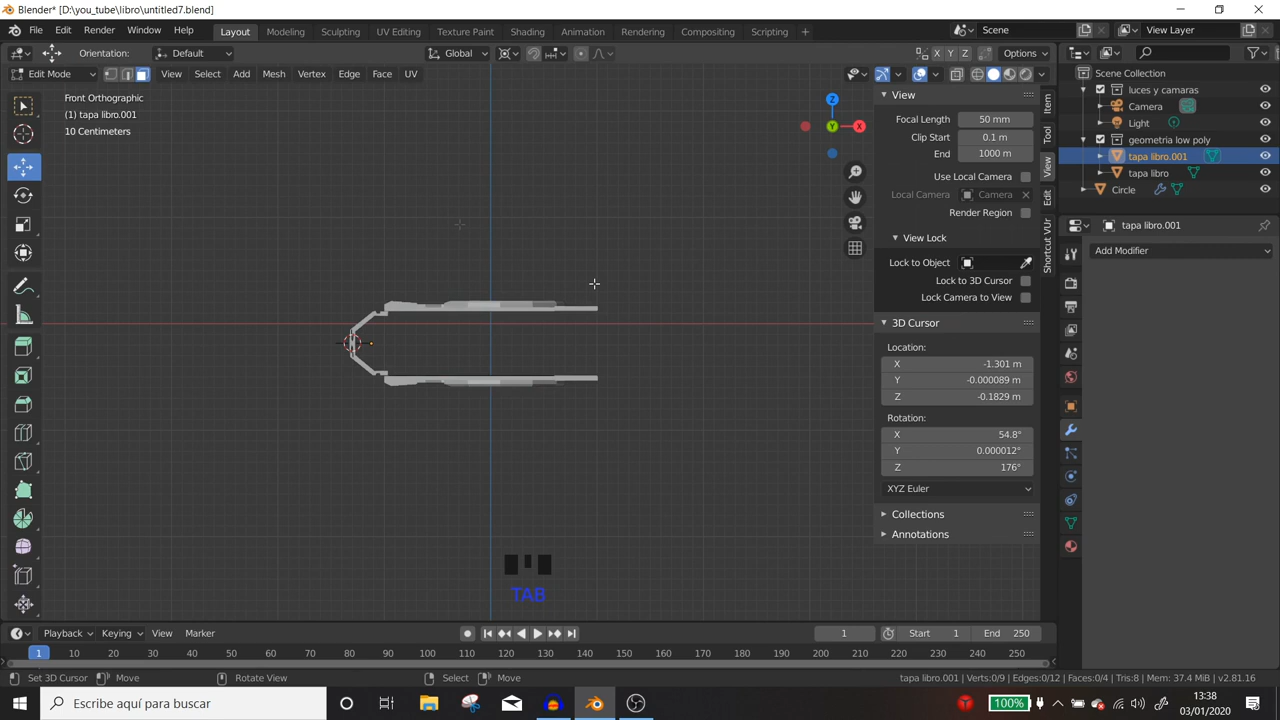 Blender* [D:\you_tube\libro\untitled7.blend]
File Edit Render Window Help Layout Modeling Sculpting UV Editing Texture Paint Shading Animation Rendering Compositing Scripting + Scene View Layer
Orientation: Default Global X Y Z Options
Edit Mode View Select Add Mesh Vertex Edge Face UV
Front Orthographic
(1) tapa libro.001
10 Centimeters
Z
Y
X
View
Focal Length 50 mm
Clip Start 0.1 m
End 1000 m
Use Local Camera
Local Camera Camera
Render Region
View Lock
Lock to Object
Lock to 3D Cursor
Lock Camera to View
3D Cursor
Location:
X -1.301 m
Y -0.000089 m
Z -0.1829 m
Rotation:
X 54.8°
Y 0.000012°
Z 176°
XYZ Euler
Collections
Annotations
Item
Tool
View
Edit
Shortcut VUr
Scene Collection
luces y camaras
Camera
Light
geometria low poly
tapa libro.001
tapa libro
Circle
tapa libro.001
Add Modifier
TAB
Playback Keying View Marker 1 Start 1 End 250
1 10 20 30 40 50 60 70 80 90 100 110 120 130 140 150 160 170 180 190 200 210 220 230 240 250
Set 3D Cursor Move Rotate View Select Move tapa libro.001 | Verts:0/9 | Edges:0/12 | Faces:0/4 | Tris:8 | Mem: 37.4 MiB | v2.81.16
Escribe aquí para buscar 100% 13:38
03/01/2020